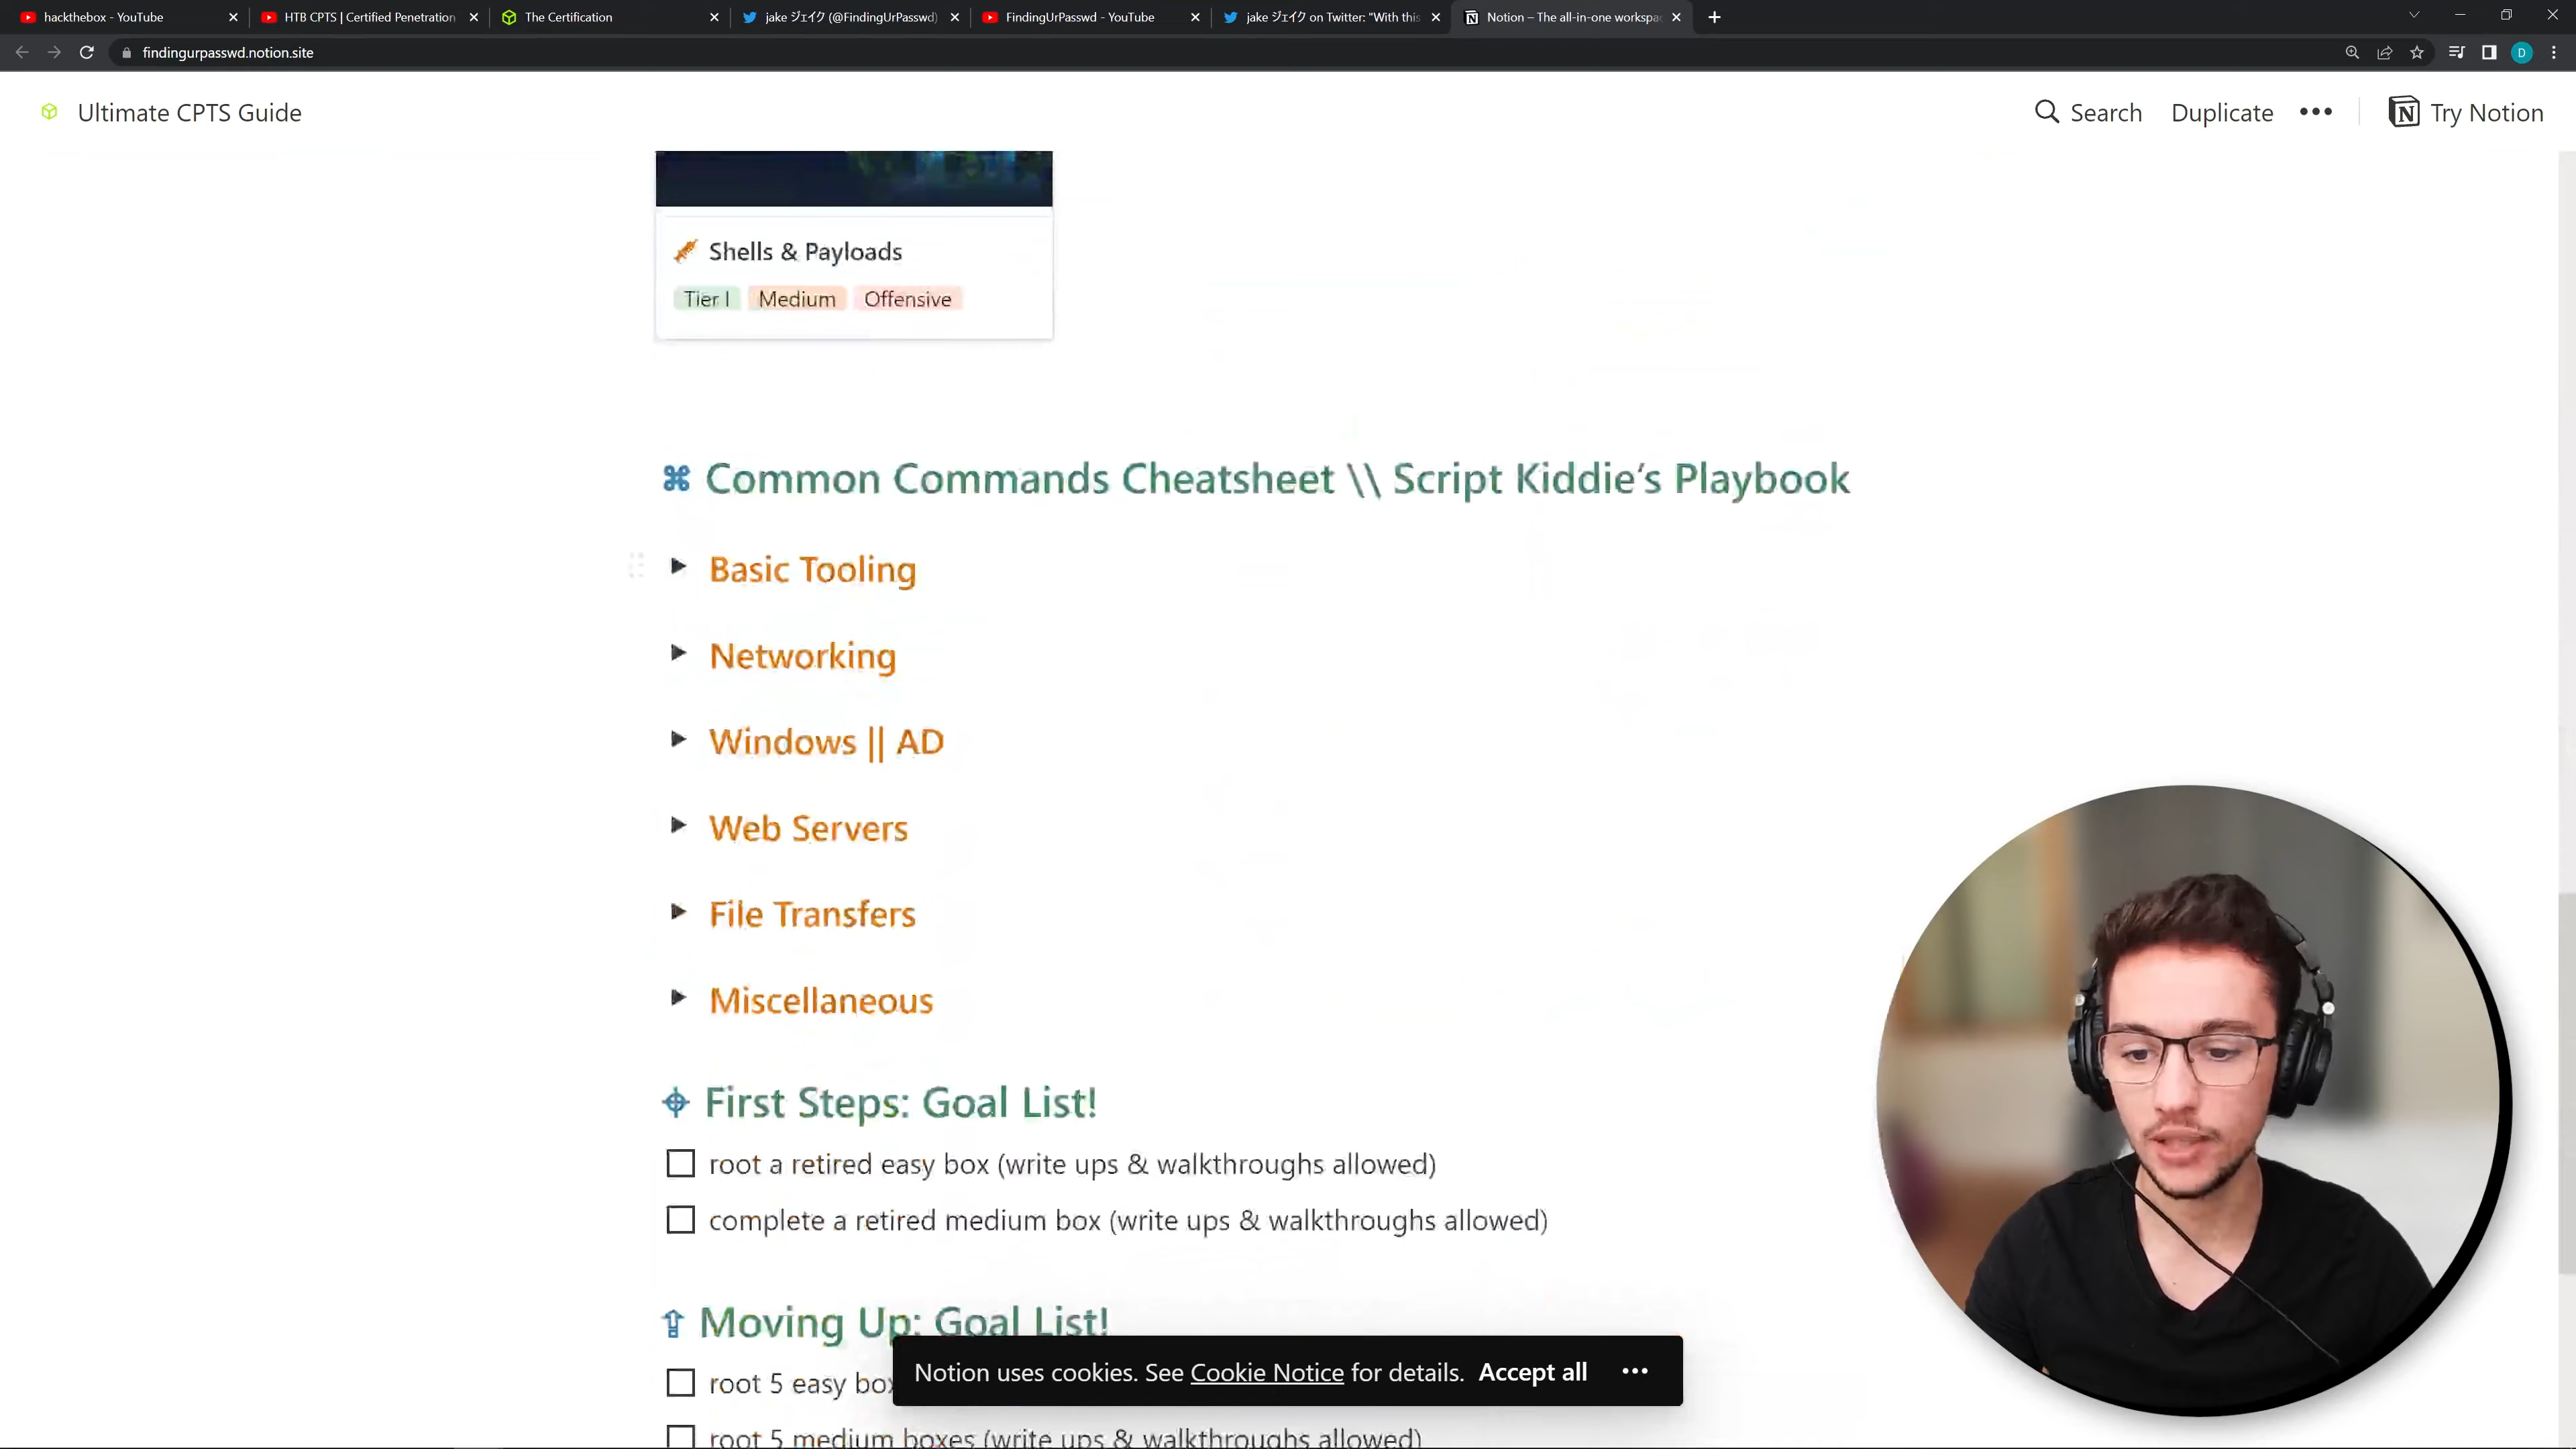 hackthebox - YouTube
HTB CPTS | Certified Penetration
The Certification
jake ジェイク (@FindingUrPasswd)
FindingUrPasswd - YouTube
jake ジェイク on Twitter: "With this
Notion – The all-in-one workspac
findingurpasswd.notion.site
D
Ultimate CPTS Guide
Search
Duplicate
Try Notion
Shells & Payloads
Tier I
Medium
Offensive
⌘ Common Commands Cheatsheet \\ Script Kiddie's Playbook
Basic Tooling
Networking
Windows || AD
Web Servers
File Transfers
Miscellaneous
First Steps: Goal List!
root a retired easy box (write ups & walkthroughs allowed)
complete a retired medium box (write ups & walkthroughs allowed)
Moving Up: Goal List!
root 5 easy box
root 5 medium boxes (write ups & walkthroughs allowed)
Notion uses cookies. See Cookie Notice for details. Accept all